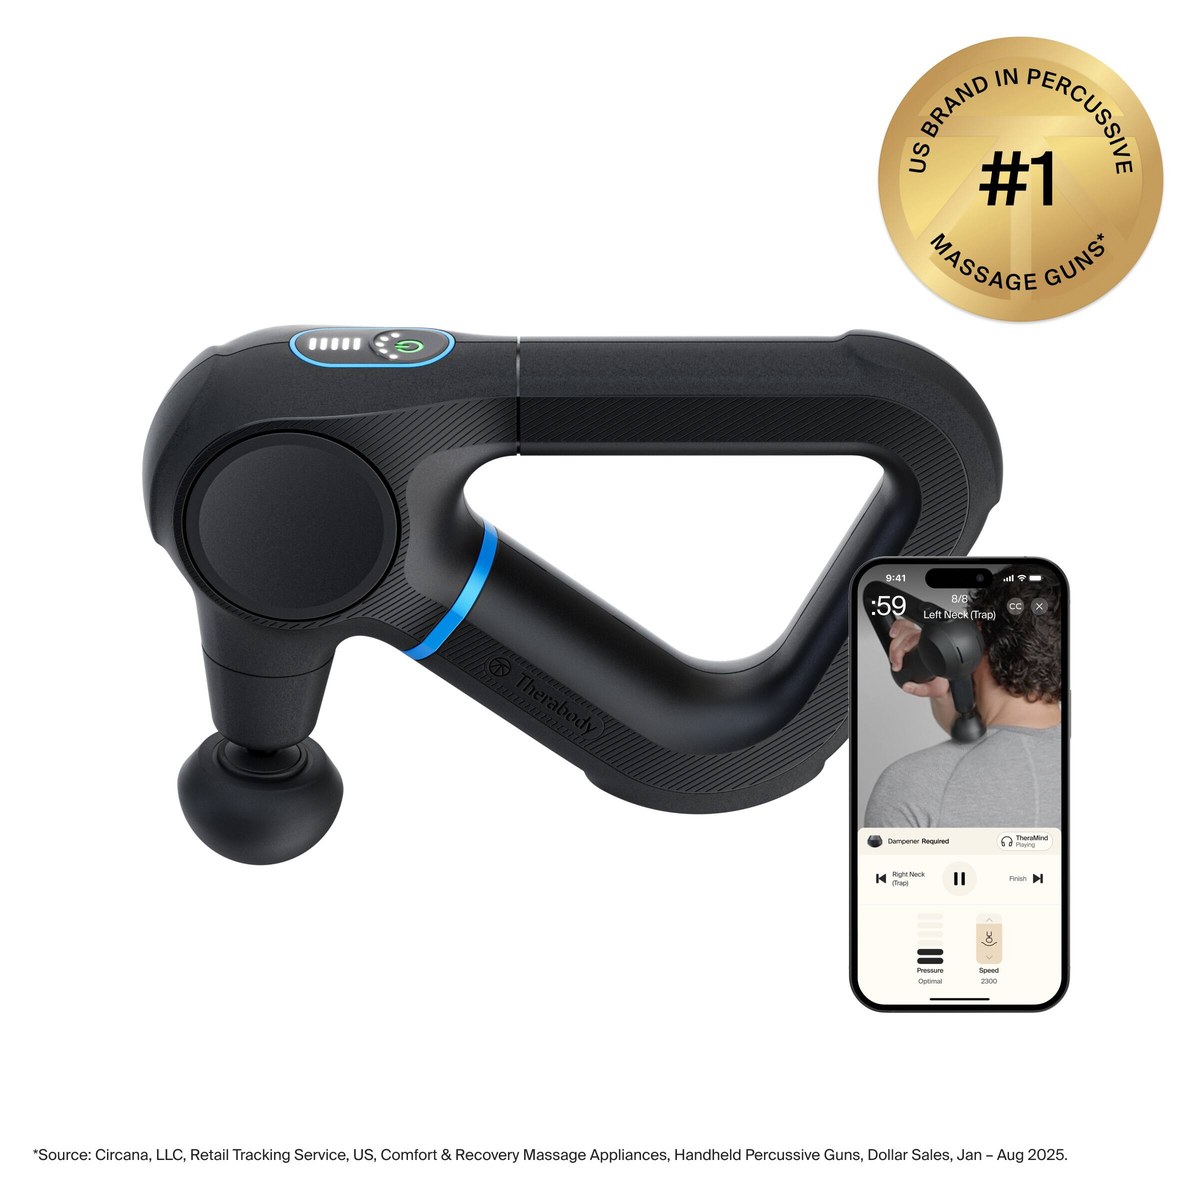 US BRAND IN PERCUSSIVE
#1
MASSAGE GUNS*
Therabody
9:41
:59
8/8
Left Neck (Trap)
CC
Dampener Required
TheraMind
Playing
Right Neck
(Trap)
Finish
Pressure
Optimal
Speed
2300
*Source: Circana, LLC, Retail Tracking Service, US, Comfort & Recovery Massage Appliances, Handheld Percussive Guns, Dollar Sales, Jan – Aug 2025.